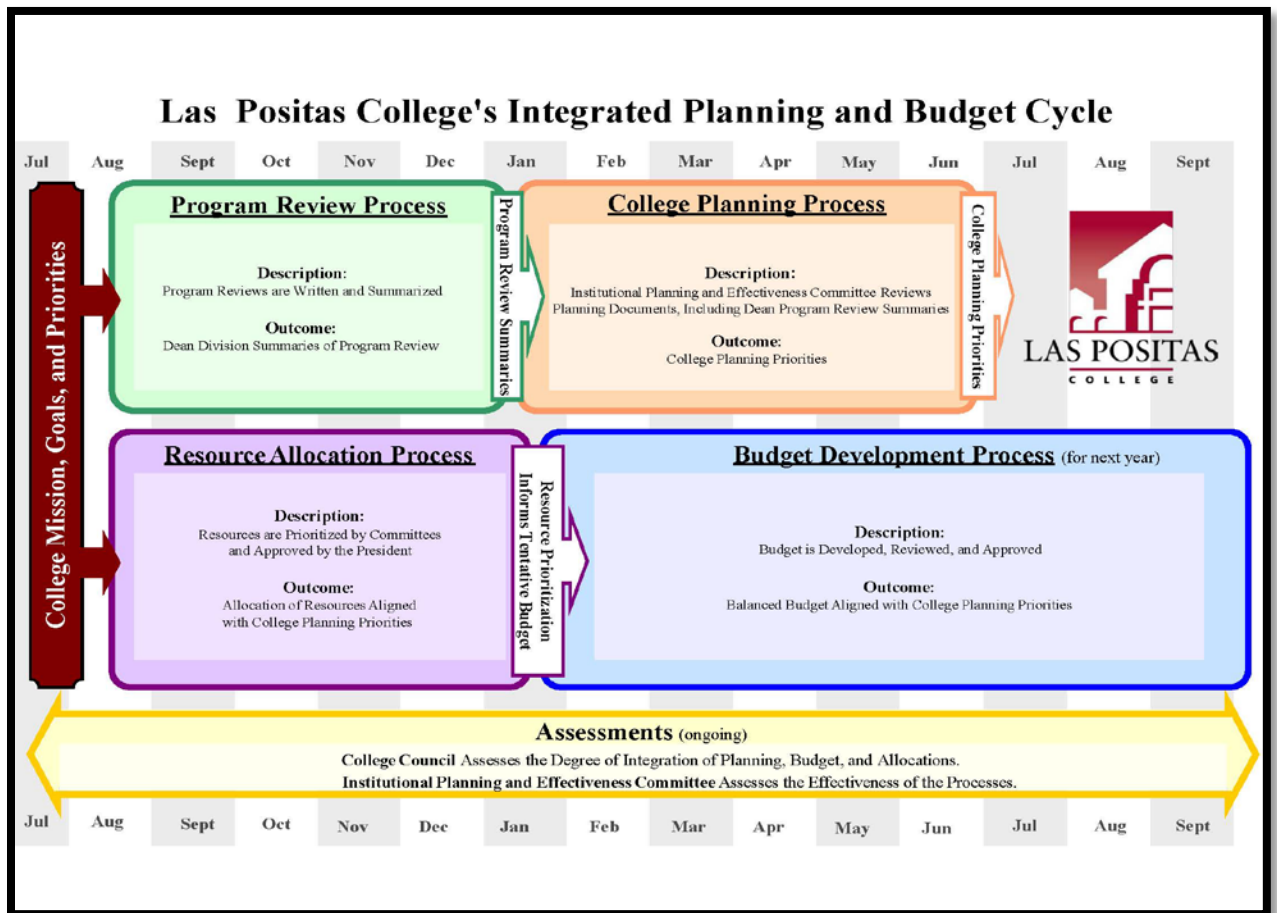 Las Positas College's Integrated Planning and Budget Cycle
Jul Aug Sept Oct Nov Dec Jan Feb Mar Apr May Jun Jul Aug Sept
College Mission, Goals, and Priorities
Program Review Process
Description:
Program Reviews are Written and Summarized
Outcome:
Dean Division Summaries of Program Review
Program Review Summaries
College Planning Process
Description:
Institutional Planning and Effectiveness Committee Reviews
Planning Documents, Including Dean Program Review Summaries
Outcome:
College Planning Priorities
College Planning Priorities
LAS POSITAS
COLLEGE
Resource Allocation Process
Description:
Resources are Prioritized by Committees
and Approved by the President
Outcome:
Allocation of Resources Aligned
with College Planning Priorities
Resource Prioritization
Informs Tentative Budget
Budget Development Process (for next year)
Description:
Budget is Developed, Reviewed, and Approved
Outcome:
Balanced Budget Aligned with College Planning Priorities
Assessments (ongoing)
College Council Assesses the Degree of Integration of Planning, Budget, and Allocations.
Institutional Planning and Effectiveness Committee Assesses the Effectiveness of the Processes.
Jul Aug Sept Oct Nov Dec Jan Feb Mar Apr May Jun Jul Aug Sept